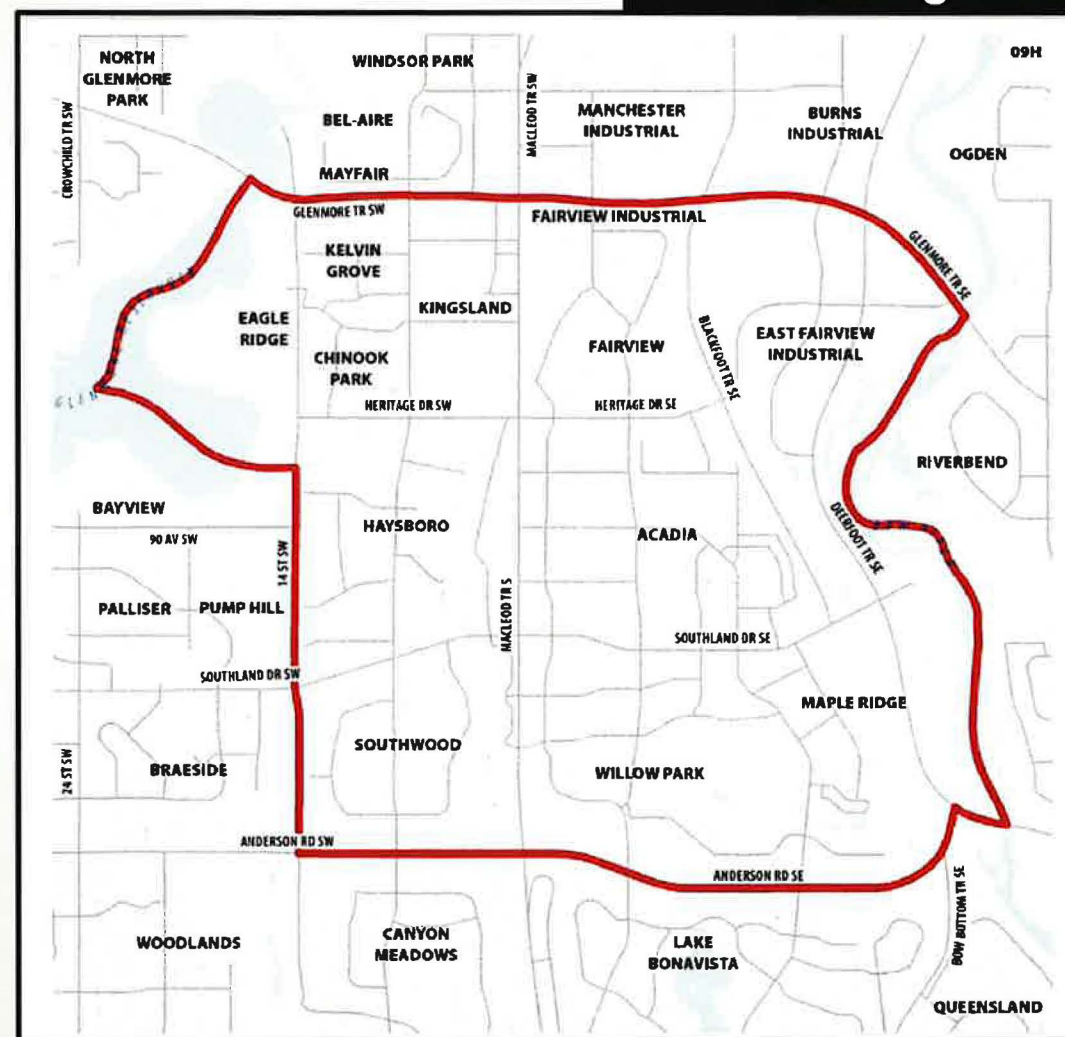 09H
NORTH
GLENMORE
PARK
WINDSOR PARK
CROWCHILD TR SW
BEL-AIRE
MACLEOD TR SW
MANCHESTER
INDUSTRIAL
BURNS
INDUSTRIAL
OGDEN
MAYFAIR
GLENMORE TR SW
FAIRVIEW INDUSTRIAL
GLENMORE TR SE
KELVIN
GROVE
EAGLE
RIDGE
KINGSLAND
CHINOOK
PARK
FAIRVIEW
BLACKFOOT TR SE
EAST FAIRVIEW
INDUSTRIAL
HERITAGE DR SW
HERITAGE DR SE
RIVERBEND
BAYVIEW
90 AV SW
14 ST SW
HAYSBORO
ACADIA
DEERFOOT TR SE
PALLISER
PUMP HILL
MACLEOD TR S
SOUTHLAND DR SE
SOUTHLAND DR SW
MAPLE RIDGE
24 ST SW
BRAESIDE
SOUTHWOOD
WILLOW PARK
ANDERSON RD SW
ANDERSON RD SE
BOW BOTTOM TR SE
WOODLANDS
CANYON
MEADOWS
LAKE
BONAVISTA
QUEENSLAND